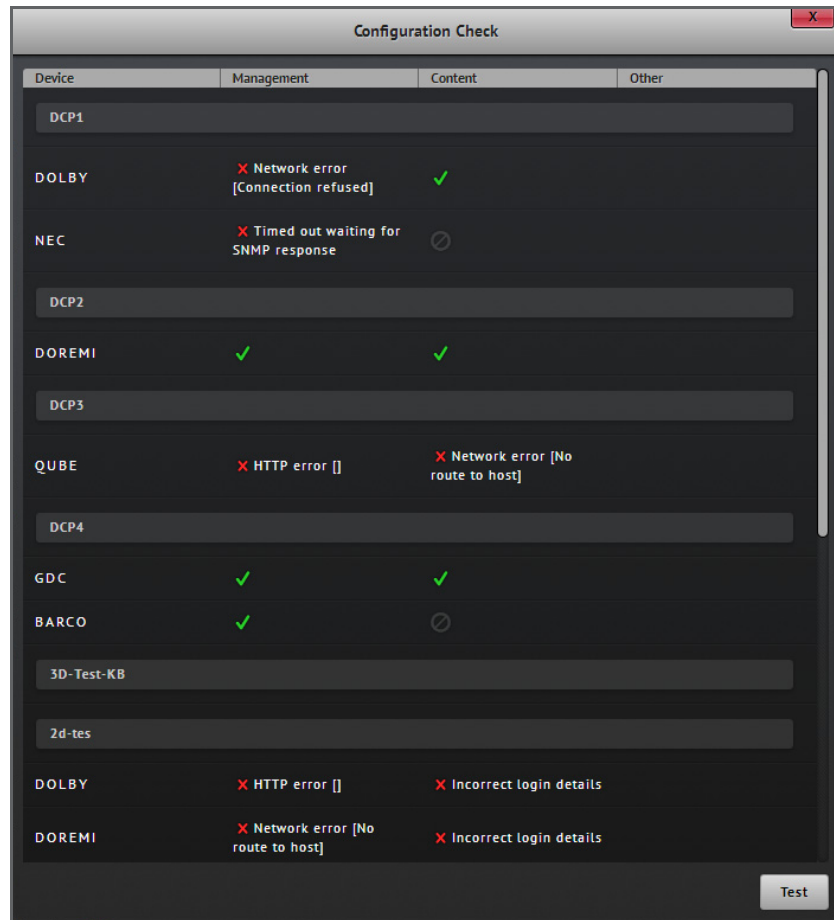 X
Configuration Check
Device Management Content Other
DCP1
DOLBY
Network error
[Connection refused]
NEC
Timed out waiting for
SNMP response
DCP2
DOREMI
DCP3
QUBE
HTTP error []
Network error [No
route to host]
DCP4
GDC
BARCO
3D-Test-KB
2d-tes
DOLBY
HTTP error []
Incorrect login details
DOREMI
Network error [No
route to host]
Incorrect login details
Test